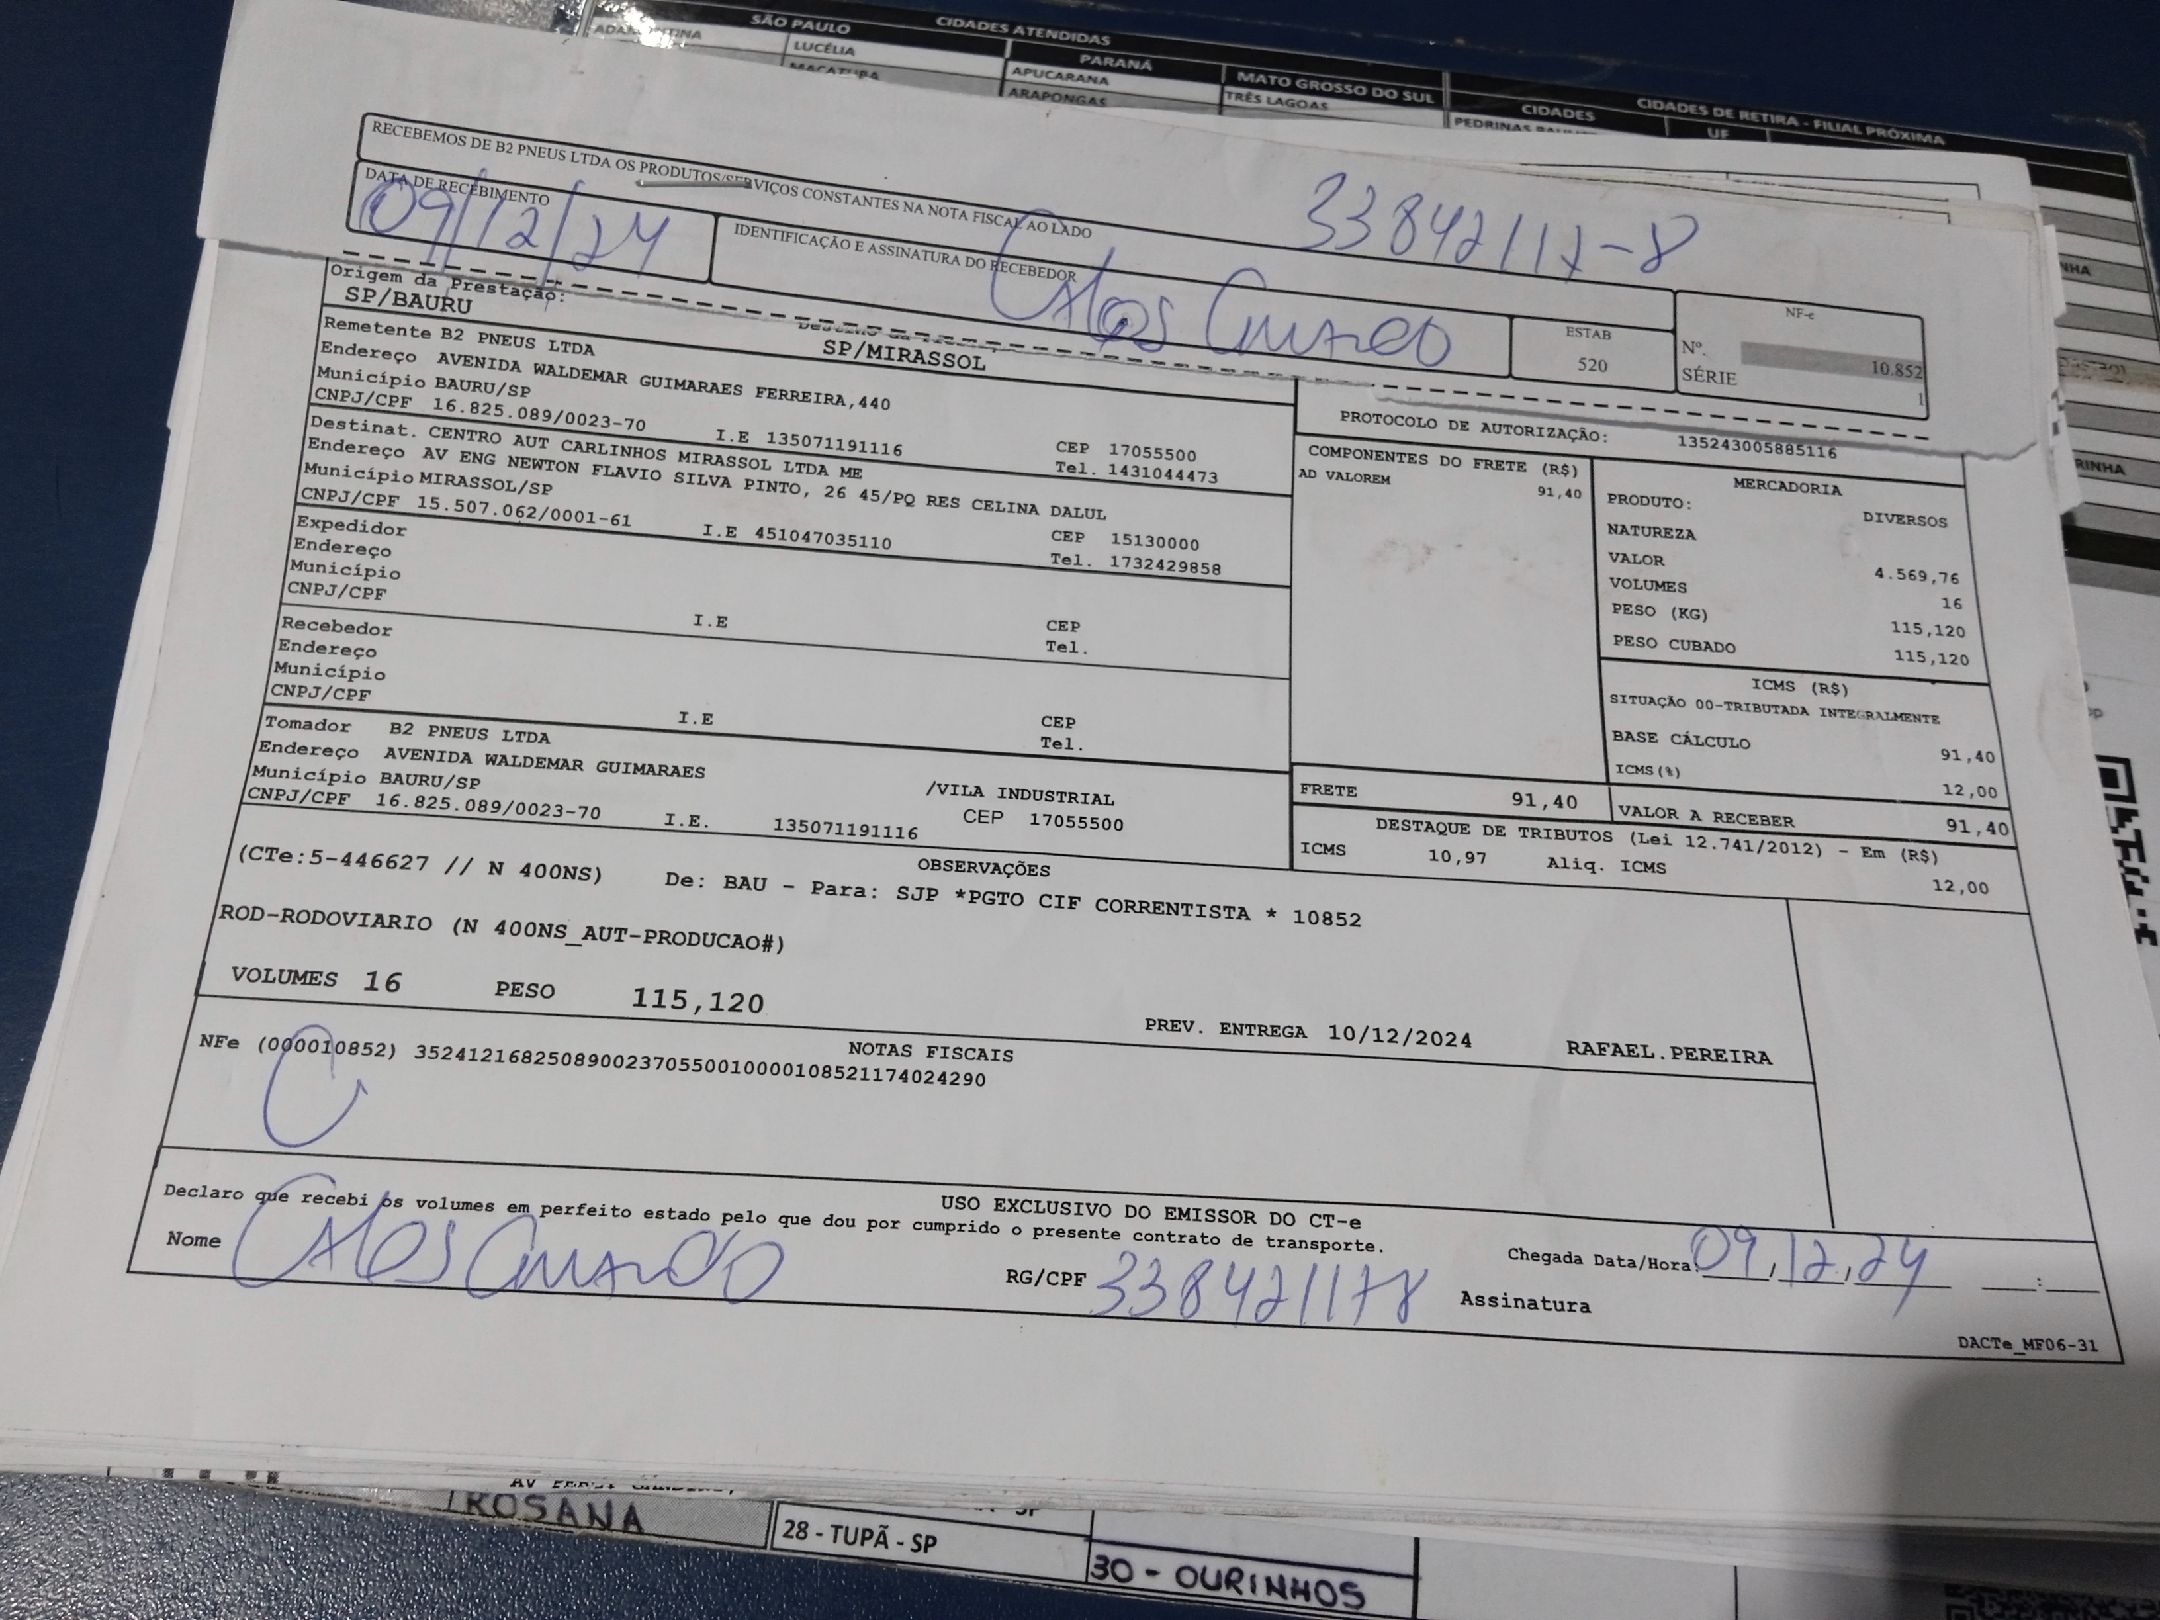 SÃO PAULO CIDADES ATENDIDAS
LUCÉLIA PARANÁ MATO GROSSO DO SUL CIDADES CIDADES DE RETIRA - FILIAL PRÓXIMA
APUCARANA TRÊS LAGOAS UF
ARAPONGAS
RECEBEMOS DE B2 PNEUS LTDA OS PRODUTOS/SERVIÇOS CONSTANTES NA NOTA FISCAL AO LADO
33842117-8
DATA DE RECEBIMENTO
09/12/24
IDENTIFICAÇÃO E ASSINATURA DO RECEBEDOR
ESTAB
520
NF-e
Nº. 10.852
SÉRIE 1
Origem da Prestação:
SP/BAURU
SP/MIRASSOL
PROTOCOLO DE AUTORIZAÇÃO: 135243005885116
Remetente B2 PNEUS LTDA
Endereço AVENIDA WALDEMAR GUIMARAES FERREIRA,440
Município BAURU/SP CEP 17055500
CNPJ/CPF 16.825.089/0023-70 I.E 135071191116 Tel. 1431044473
Destinat. CENTRO AUT CARLINHOS MIRASSOL LTDA ME
Endereço AV ENG NEWTON FLAVIO SILVA PINTO, 26 45/PQ RES CELINA DALUL
Município MIRASSOL/SP CEP 15130000
CNPJ/CPF 15.507.062/0001-61 I.E 451047035110 Tel. 1732429858
Expedidor
Endereço
Município CEP
CNPJ/CPF I.E Tel.
Recebedor
Endereço
Município CEP
CNPJ/CPF I.E Tel.
Tomador B2 PNEUS LTDA
Endereço AVENIDA WALDEMAR GUIMARAES /VILA INDUSTRIAL
Município BAURU/SP CEP 17055500
CNPJ/CPF 16.825.089/0023-70 I.E. 135071191116
COMPONENTES DO FRETE (R$)
AD VALOREM 91,40
MERCADORIA
PRODUTO: DIVERSOS
NATUREZA
VALOR 4.569,76
VOLUMES 16
PESO (KG) 115,120
PESO CUBADO 115,120
ICMS (R$)
SITUAÇÃO 00-TRIBUTADA INTEGRALMENTE
BASE CÁLCULO 91,40
ICMS(%) 12,00
FRETE 91,40 VALOR A RECEBER 91,40
DESTAQUE DE TRIBUTOS (Lei 12.741/2012) - Em (R$)
ICMS 10,97 Aliq. ICMS 12,00
OBSERVAÇÕES
(CTe:5-446627 // N 400NS) De: BAU - Para: SJP *PGTO CIF CORRENTISTA * 10852
ROD-RODOVIARIO (N 400NS_AUT-PRODUCAO#)
VOLUMES 16 PESO 115,120
PREV. ENTREGA 10/12/2024 RAFAEL.PEREIRA
NOTAS FISCAIS
NFe (000010852) 35241216825089002370550010000108521174024290
USO EXCLUSIVO DO EMISSOR DO CT-e
Declaro que recebi os volumes em perfeito estado pelo que dou por cumprido o presente contrato de transporte.
Nome RG/CPF 338421178 Assinatura
Chegada Data/Hora: 09,12,24 :
DACTe_MF06-31
ROSANA
28 - TUPÃ - SP
30 - OURINHOS